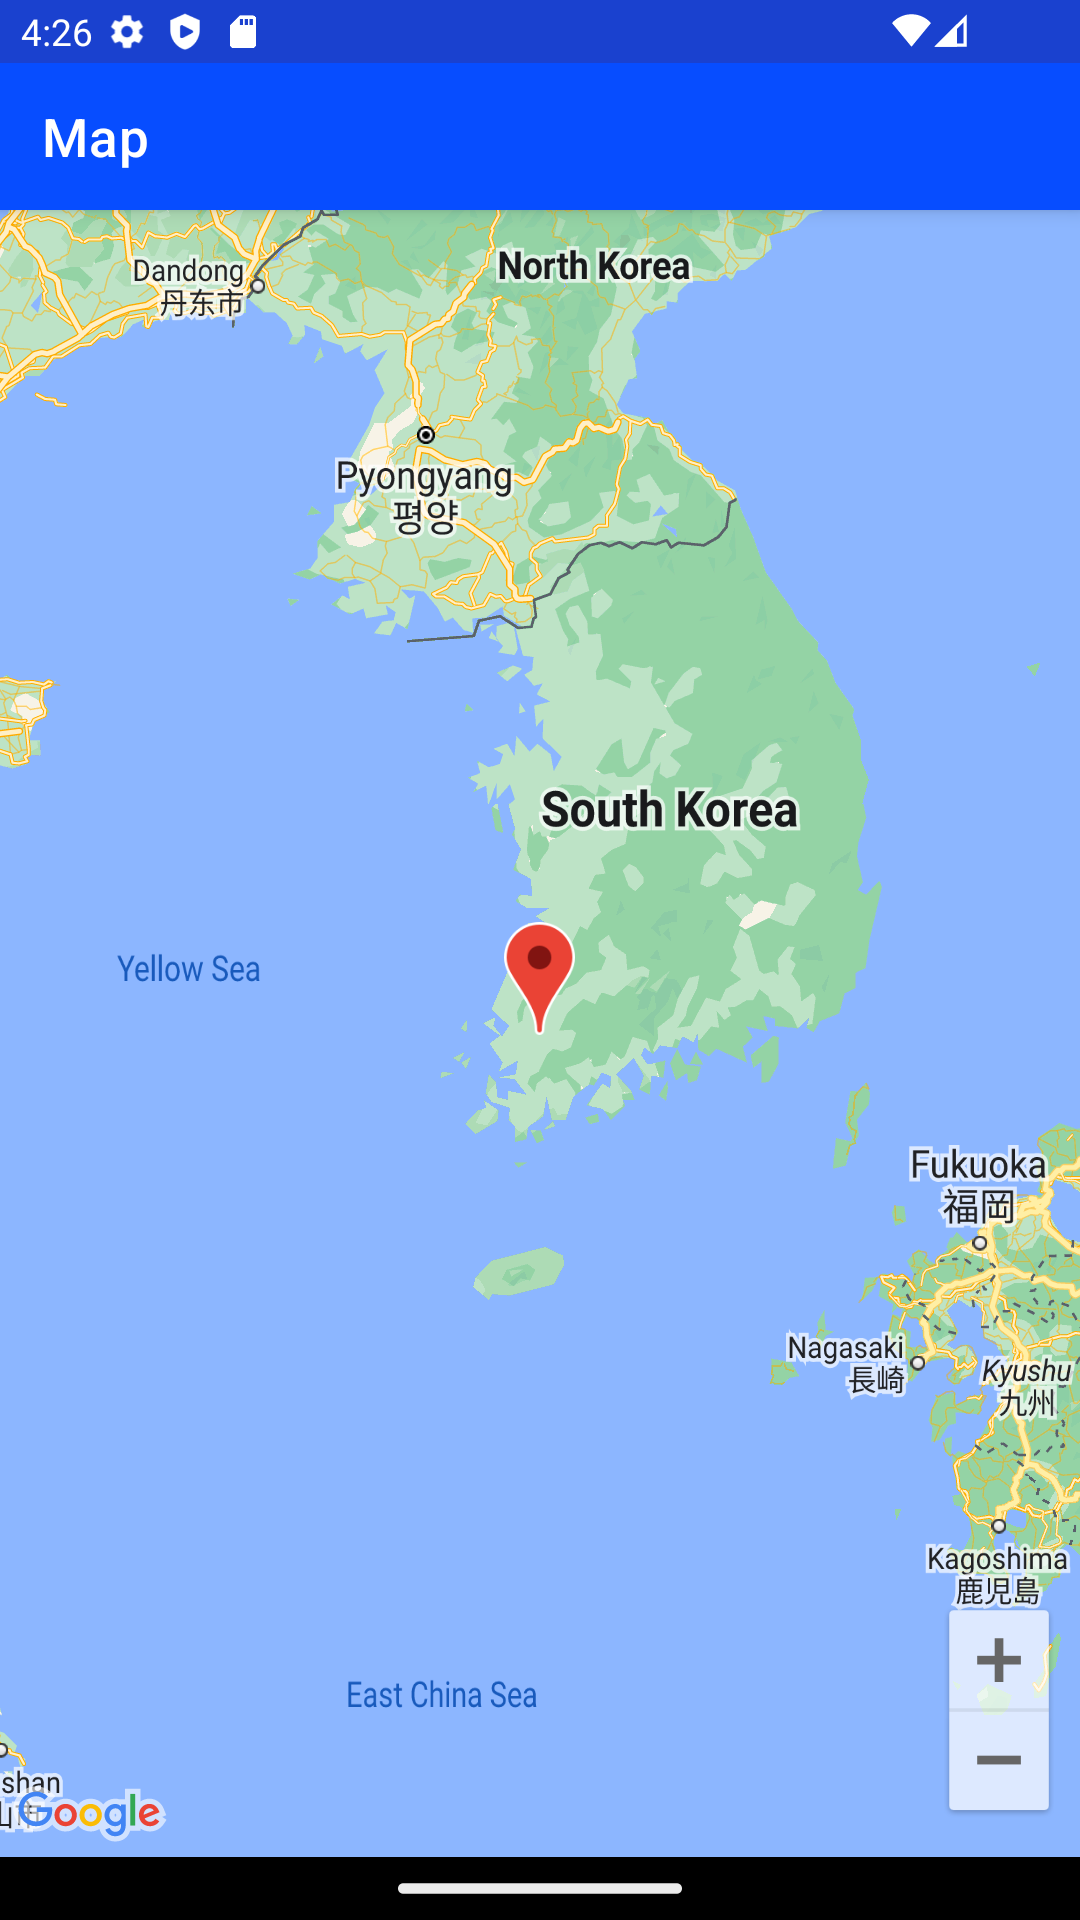 4:26
Map
North Korea
Dandong
丹东市
Pyongyang
평양
South Korea
Yellow Sea
Fukuoka
福岡
Nagasaki
長崎
Kyushu
九州
Kagoshima
鹿児島
East China Sea
shan
Google